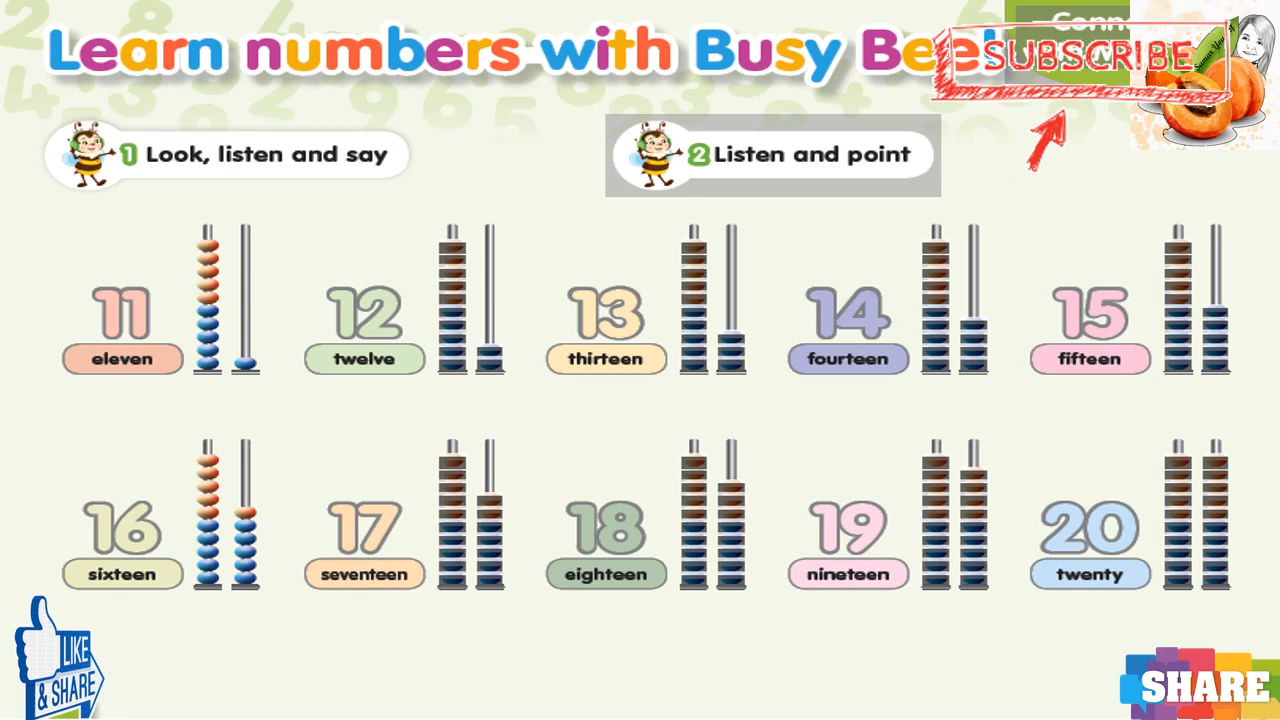 Learn numbers with Busy Bee!
SUBSCRIBE
1 Look, listen and say
2 Listen and point
11
eleven
12
twelve
13
thirteen
14
fourteen
15
fifteen
16
sixteen
17
seventeen
18
eighteen
19
nineteen
20
twenty
LIKE
& SHARE
SHARE